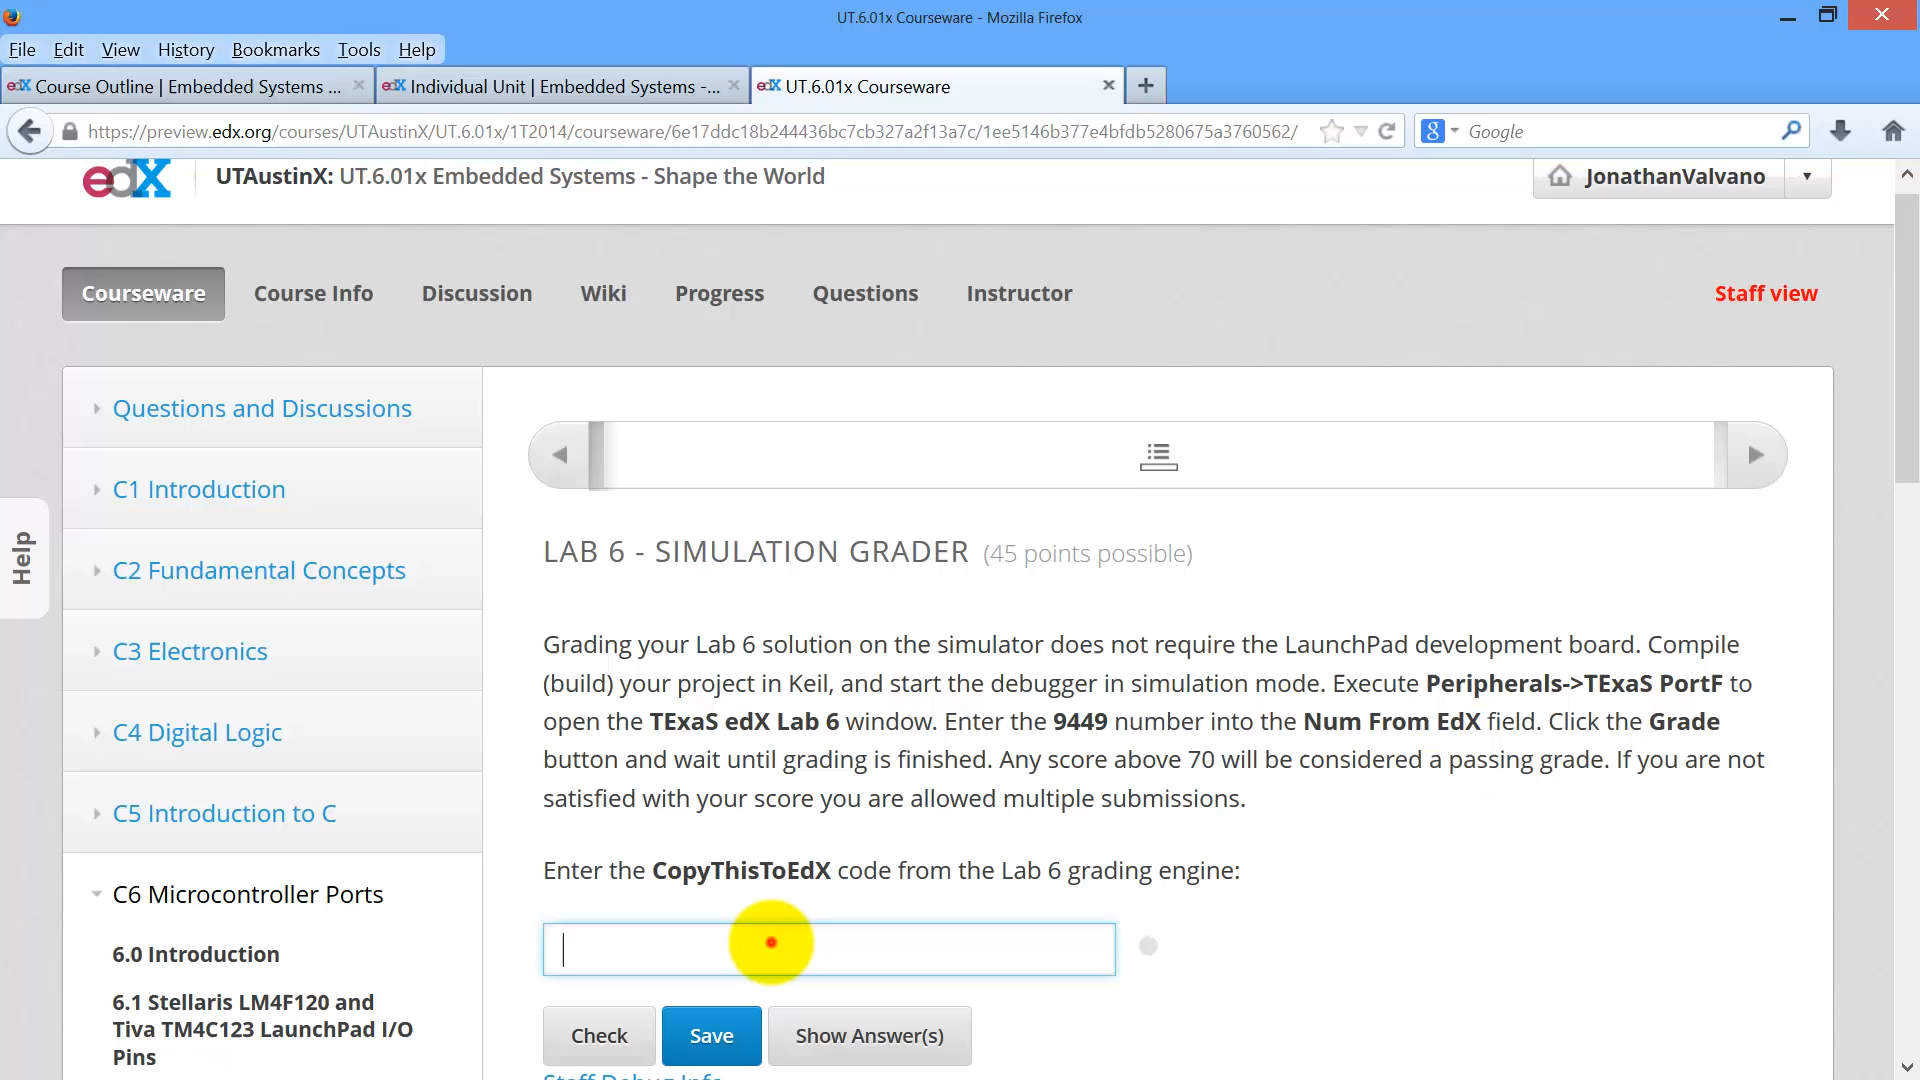 UT.6.01x Courseware - Mozilla Firefox
File Edit View History Bookmarks Tools Help
edX Course Outline | Embedded Systems ... edX Individual Unit | Embedded Systems -... edX UT.6.01x Courseware
https://preview.edx.org/courses/UTAustinX/UT.6.01x/1T2014/courseware/6e17ddc18b244436bc7cb327a2f13a7c/1ee5146b377e4bfdb5280675a3760562/ Google
edX UTAustinX: UT.6.01x Embedded Systems - Shape the World JonathanValvano
Courseware Course Info Discussion Wiki Progress Questions Instructor Staff view
Help
Questions and Discussions
C1 Introduction
C2 Fundamental Concepts
C3 Electronics
C4 Digital Logic
C5 Introduction to C
C6 Microcontroller Ports
6.0 Introduction
6.1 Stellaris LM4F120 and
Tiva TM4C123 LaunchPad I/O
Pins
LAB 6 - SIMULATION GRADER (45 points possible)
Grading your Lab 6 solution on the simulator does not require the LaunchPad development board. Compile
(build) your project in Keil, and start the debugger in simulation mode. Execute Peripherals->TExaS PortF to
open the TExaS edX Lab 6 window. Enter the 9449 number into the Num From EdX field. Click the Grade
button and wait until grading is finished. Any score above 70 will be considered a passing grade. If you are not
satisfied with your score you are allowed multiple submissions.
Enter the CopyThisToEdX code from the Lab 6 grading engine:
Check Save Show Answer(s)
Staff Debug Info